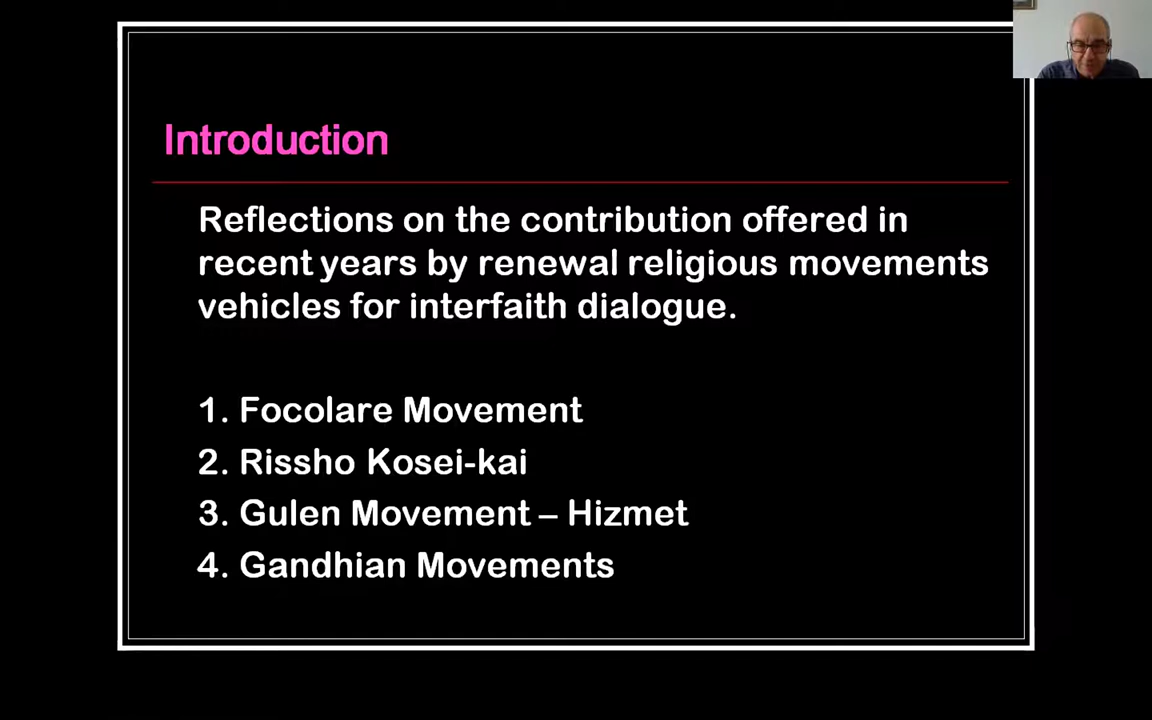 Introduction
Reflections on the contribution offered in
recent years by renewal religious movements
vehicles for interfaith dialogue.
1. Focolare Movement
2. Rissho Kosei-kai
3. Gulen Movement – Hizmet
4. Gandhian Movements